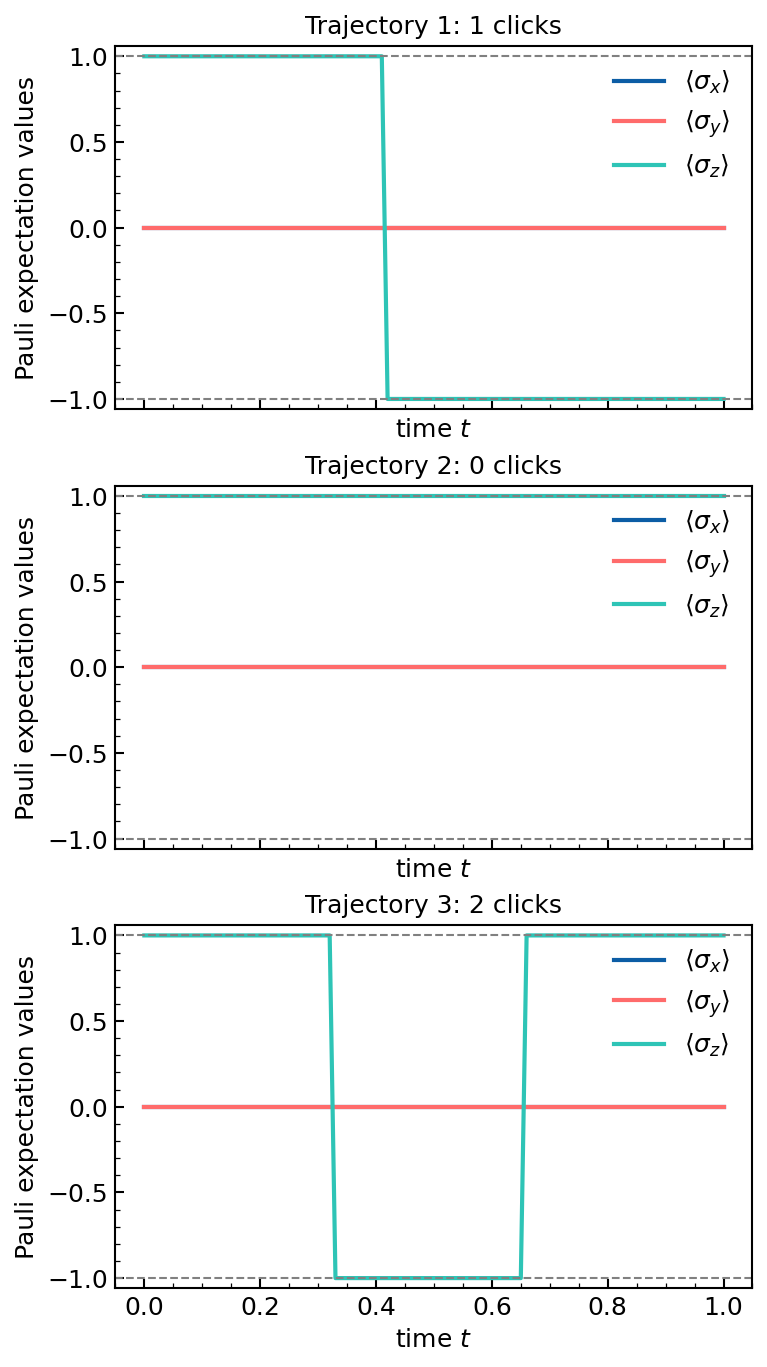 Trajectory 1: 1 clicks
Pauli expectation values
1.0
0.5
0.0
−0.5
−1.0
⟨σx⟩
⟨σy⟩
⟨σz⟩
time t
Trajectory 2: 0 clicks
Pauli expectation values
1.0
0.5
0.0
−0.5
−1.0
⟨σx⟩
⟨σy⟩
⟨σz⟩
time t
Trajectory 3: 2 clicks
Pauli expectation values
1.0
0.5
0.0
−0.5
−1.0
⟨σx⟩
⟨σy⟩
⟨σz⟩
0.0 0.2 0.4 0.6 0.8 1.0
time t